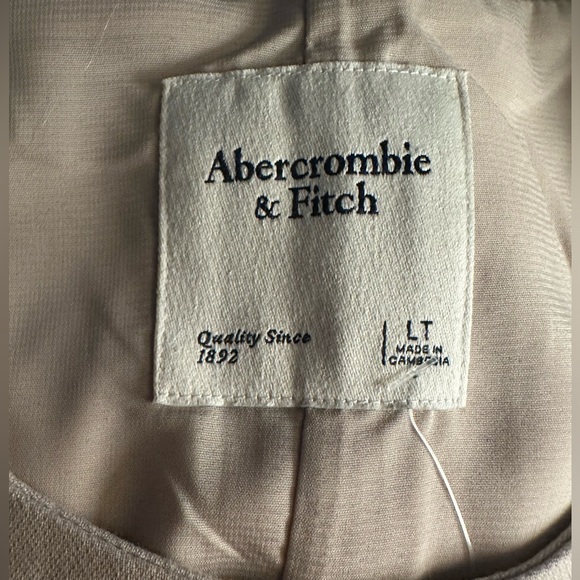 Abercrombie
& Fitch
Quality Since
1892
LT
MADE IN
CAMBODIA